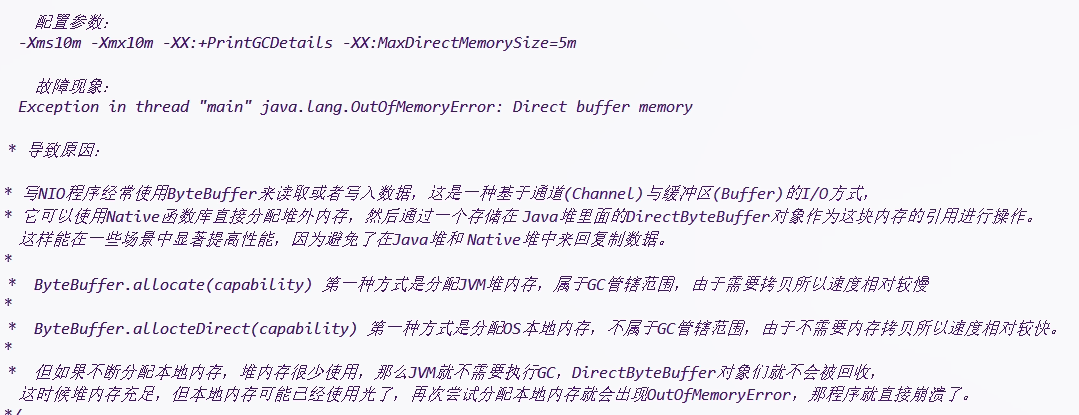 配置参数:
-Xms10m -Xmx10m -XX:+PrintGCDetails -XX:MaxDirectMemorySize=5m
故障现象:
Exception in thread "main" java.lang.OutOfMemoryError: Direct buffer memory
* 导致原因:
* 写NIO程序经常使用ByteBuffer来读取或者写入数据，这是一种基于通道(Channel)与缓冲区(Buffer)的I/O方式，
* 它可以使用Native函数库直接分配堆外内存，然后通过一个存储在 Java堆里面的DirectByteBuffer对象作为这块内存的引用进行操作。
这样能在一些场景中显著提高性能，因为避免了在Java堆和 Native堆中来回复制数据。
*
* ByteBuffer.allocate(capability) 第一种方式是分配JVM堆内存，属于GC管辖范围，由于需要拷贝所以速度相对较慢
*
* ByteBuffer.allocteDirect(capability) 第一种方式是分配OS本地内存，不属于GC管辖范围，由于不需要内存拷贝所以速度相对较快。
*
* 但如果不断分配本地内存，堆内存很少使用，那么JVM就不需要执行GC，DirectByteBuffer对象们就不会被回收，
这时候堆内存充足，但本地内存可能已经使用光了，再次尝试分配本地内存就会出现OutOfMemoryError，那程序就直接崩溃了。
*/